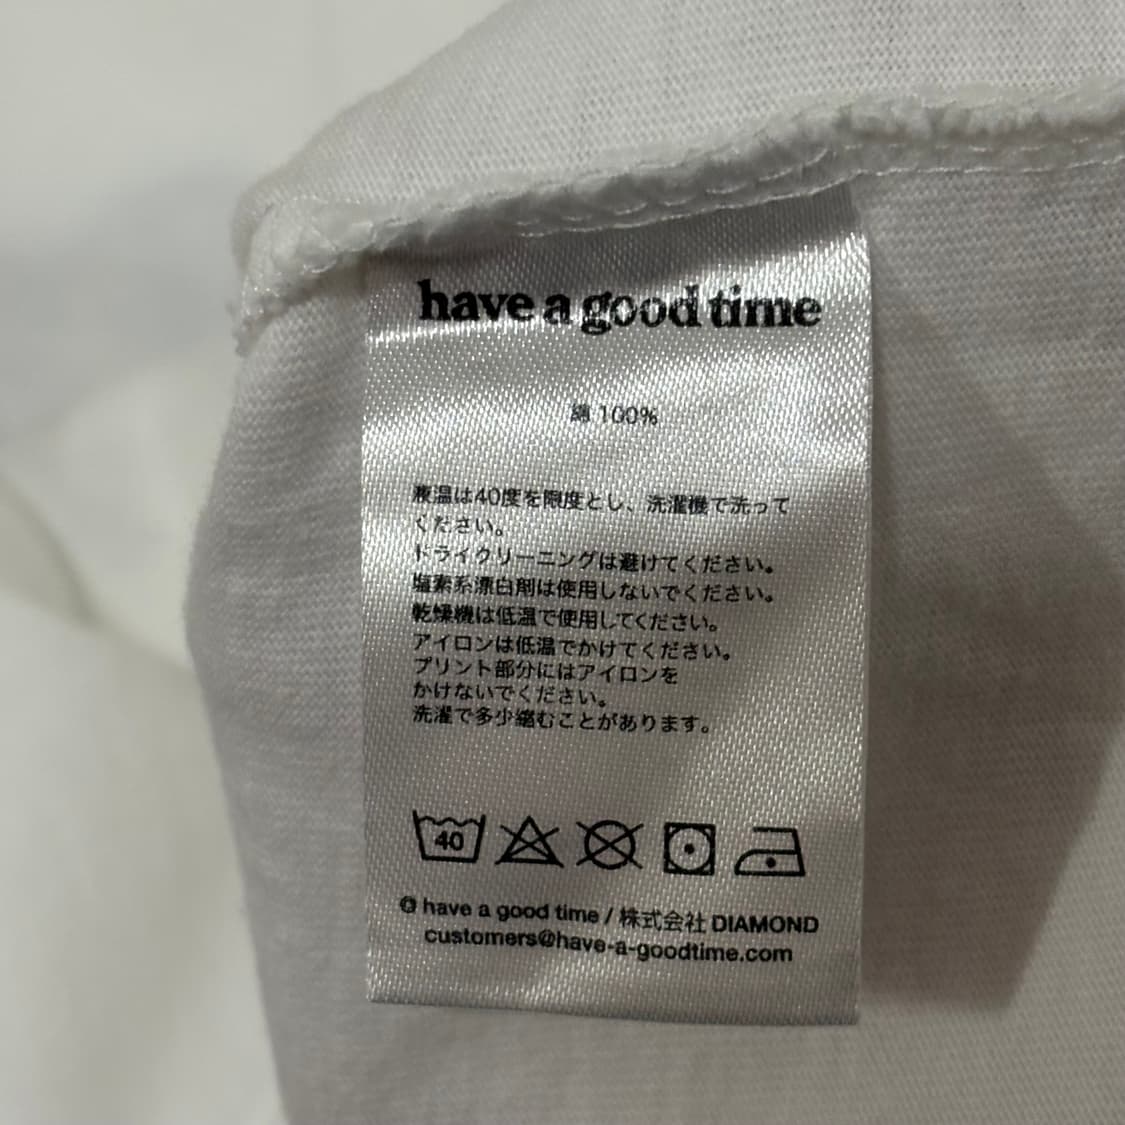 have a good time
綿 100%
液温は40度を限度とし、洗濯機で洗って
ください。
ドライクリーニングは避けてください。
塩素系漂白剤は使用しないでください。
乾燥機は低温で使用してください。
アイロンは低温でかけてください。
プリント部分にはアイロンを
かけないでください。
洗濯で多少縮むことがあります。
40
have a good time / 株式会社 DIAMOND
customers@have-a-goodtime.com